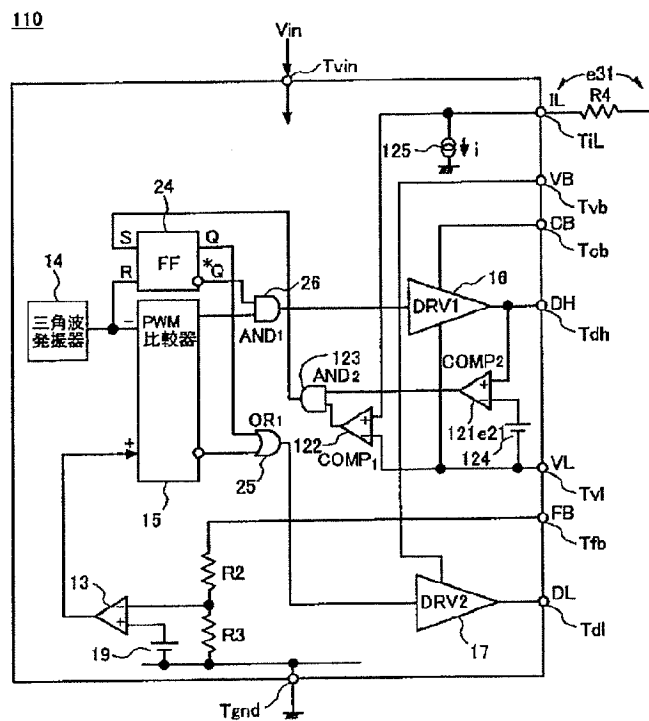 110
Vin
Tvin
e31
IL
R4
TiL
125
i
VB
Tvb
24
S
Q
FF
R
*Q
CB
Tcb
14
三角波
発振器
26
AND1
16
DRV1
DH
Tdh
-
PWM
比較器
123
AND2
COMP2
+
-
121
e21
124
OR1
122
+
-
COMP1
VL
Tvl
+
15
25
FB
Tfb
R2
13
-
+
R3
19
DRV2
17
DL
Tdl
Tgnd